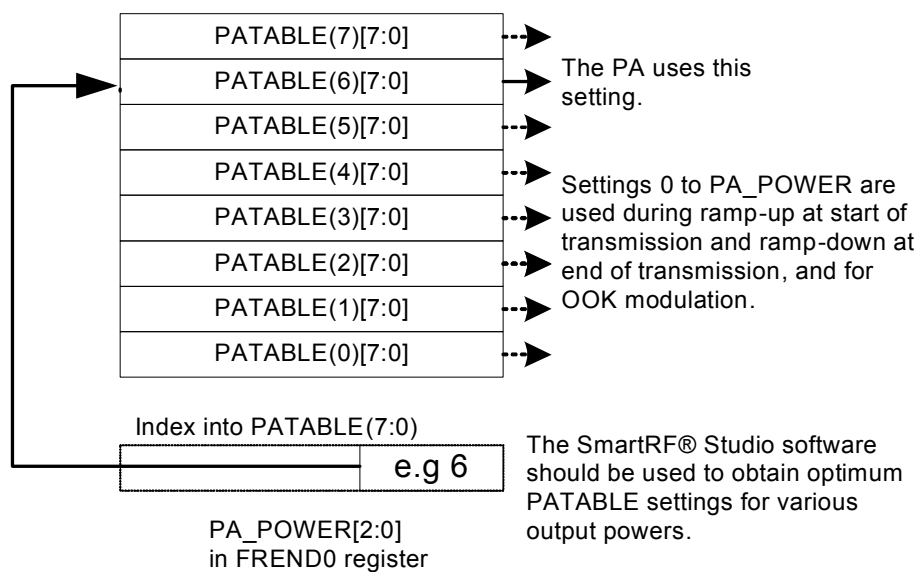 PATABLE(7)[7:0]
PATABLE(6)[7:0]
PATABLE(5)[7:0]
PATABLE(4)[7:0]
PATABLE(3)[7:0]
PATABLE(2)[7:0]
PATABLE(1)[7:0]
PATABLE(0)[7:0]
The PA uses this
setting.
Settings 0 to PA_POWER are
used during ramp-up at start of
transmission and ramp-down at
end of transmission, and for
OOK modulation.
Index into PATABLE(7:0)
e.g 6
PA_POWER[2:0]
in FREND0 register
The SmartRF® Studio software
should be used to obtain optimum
PATABLE settings for various
output powers.